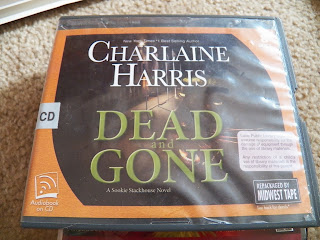 New York Times #1 Best Selling Author
CHARLAINE
HARRIS
CD
DEAD
and
GONE
A Sookie Stackhouse Novel
Audiobook
on CD
REPACKAGED BY
MIDWEST TAPE